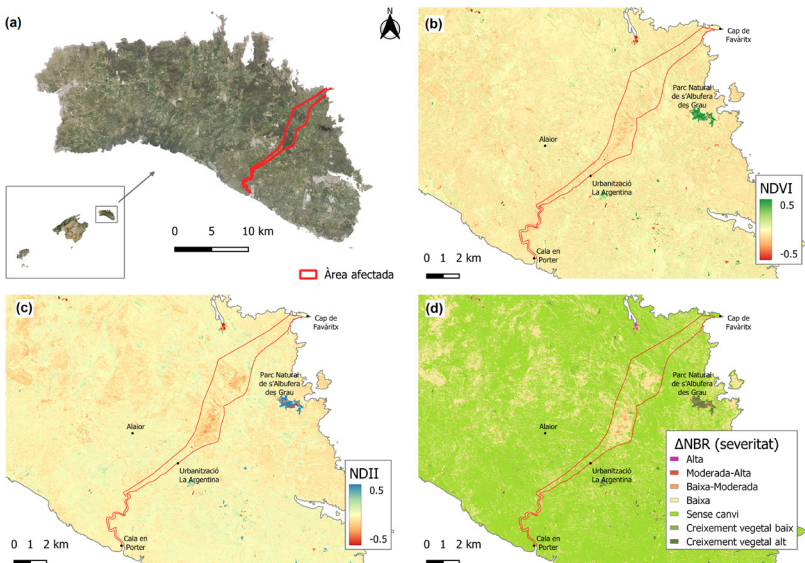 (a)
N
0 5 10 km
Àrea afectada
(b)
Cap de
Favàritx
Parc Natural
de s'Albufera
des Grau
Alaior
Urbanització
La Argentina
Cala en
Porter
0 1 2 km
NDVI
0.5
-0.5
(c)
Cap de
Favàritx
Parc Natural
de s'Albufera
des Grau
Alaior
Urbanització
La Argentina
Cala en
Porter
0 1 2 km
NDII
0.5
-0.5
(d)
Cap de
Favàritx
Parc Natural
de s'Albufera
des Grau
Alaior
Urbanització
La Argentina
Cala en
Porter
0 1 2 km
ΔNBR (severitat)
Alta
Moderada-Alta
Baixa-Moderada
Baixa
Sense canvi
Creixement vegetal baix
Creixement vegetal alt